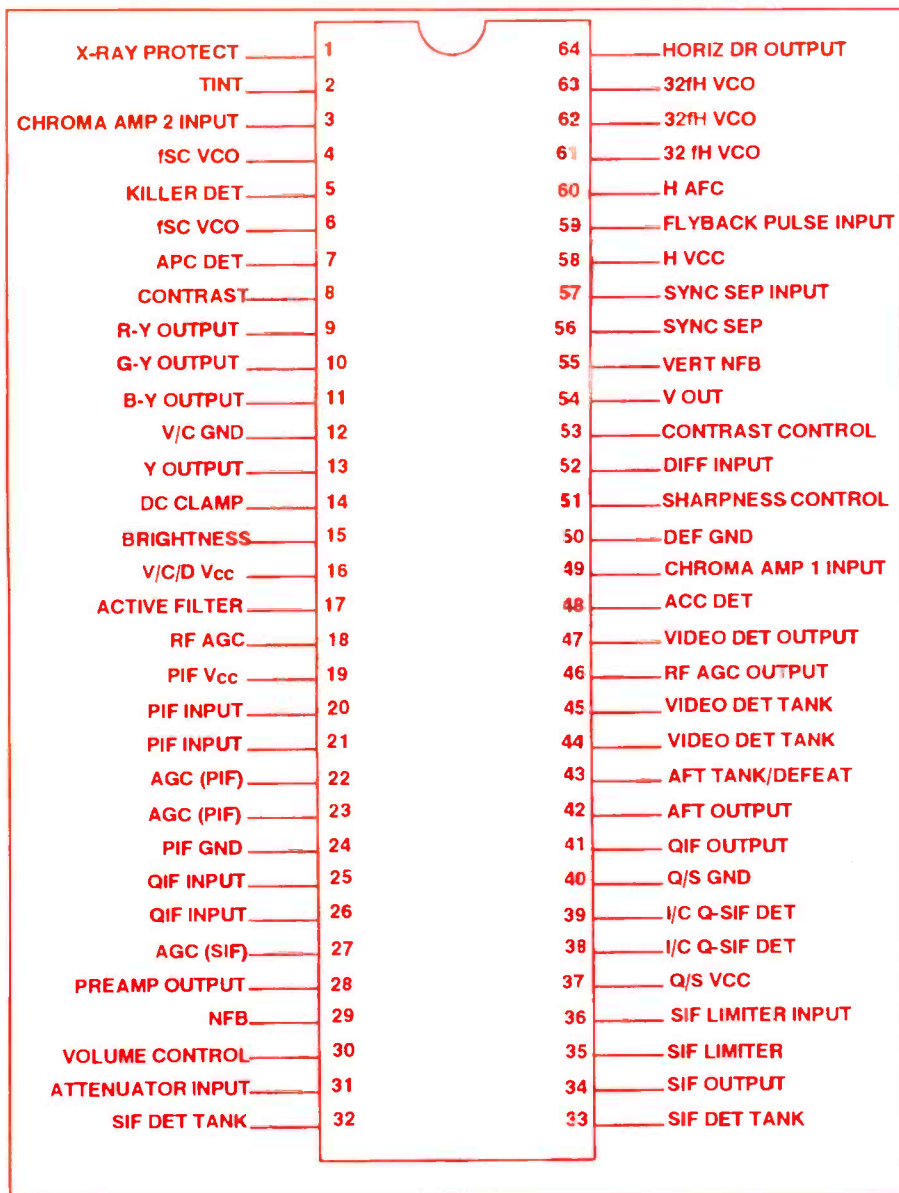 X-RAY PROTECT 1 64 HORIZ DR OUTPUT
TINT 2 63 32fH VCO
CHROMA AMP 2 INPUT 3 62 32fH VCO
fSC VCO 4 61 32 fH VCO
KILLER DET 5 60 H AFC
fSC VCO 6 59 FLYBACK PULSE INPUT
APC DET 7 58 H VCC
CONTRAST 8 57 SYNC SEP INPUT
R-Y OUTPUT 9 56 SYNC SEP
G-Y OUTPUT 10 55 VERT NFB
B-Y OUTPUT 11 54 V OUT
V/C GND 12 53 CONTRAST CONTROL
Y OUTPUT 13 52 DIFF INPUT
DC CLAMP 14 51 SHARPNESS CONTROL
BRIGHTNESS 15 50 DEF GND
V/C/D Vcc 16 49 CHROMA AMP 1 INPUT
ACTIVE FILTER 17 48 ACC DET
RF AGC 18 47 VIDEO DET OUTPUT
PIF Vcc 19 46 RF AGC OUTPUT
PIF INPUT 20 45 VIDEO DET TANK
PIF INPUT 21 44 VIDEO DET TANK
AGC (PIF) 22 43 AFT TANK/DEFEAT
AGC (PIF) 23 42 AFT OUTPUT
PIF GND 24 41 QIF OUTPUT
QIF INPUT 25 40 Q/S GND
QIF INPUT 26 39 I/C Q-SIF DET
AGC (SIF) 27 38 I/C Q-SIF DET
PREAMP OUTPUT 28 37 Q/S VCC
NFB 29 36 SIF LIMITER INPUT
VOLUME CONTROL 30 35 SIF LIMITER
ATTENUATOR INPUT 31 34 SIF OUTPUT
SIF DET TANK 32 33 SIF DET TANK